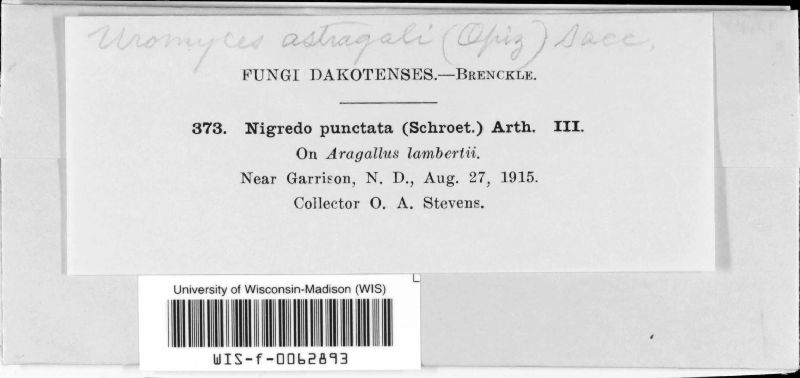 Uromyces astragali (Opiz) Sacc.
FUNGI DAKOTENSES.—BRENCKLE.
373. Nigredo punctata (Schroet.) Arth. III.
On Aragallus lambertii.
Near Garrison, N. D., Aug. 27, 1915.
Collector O. A. Stevens.
University of Wisconsin-Madison (WIS)
WIS-f-0062893